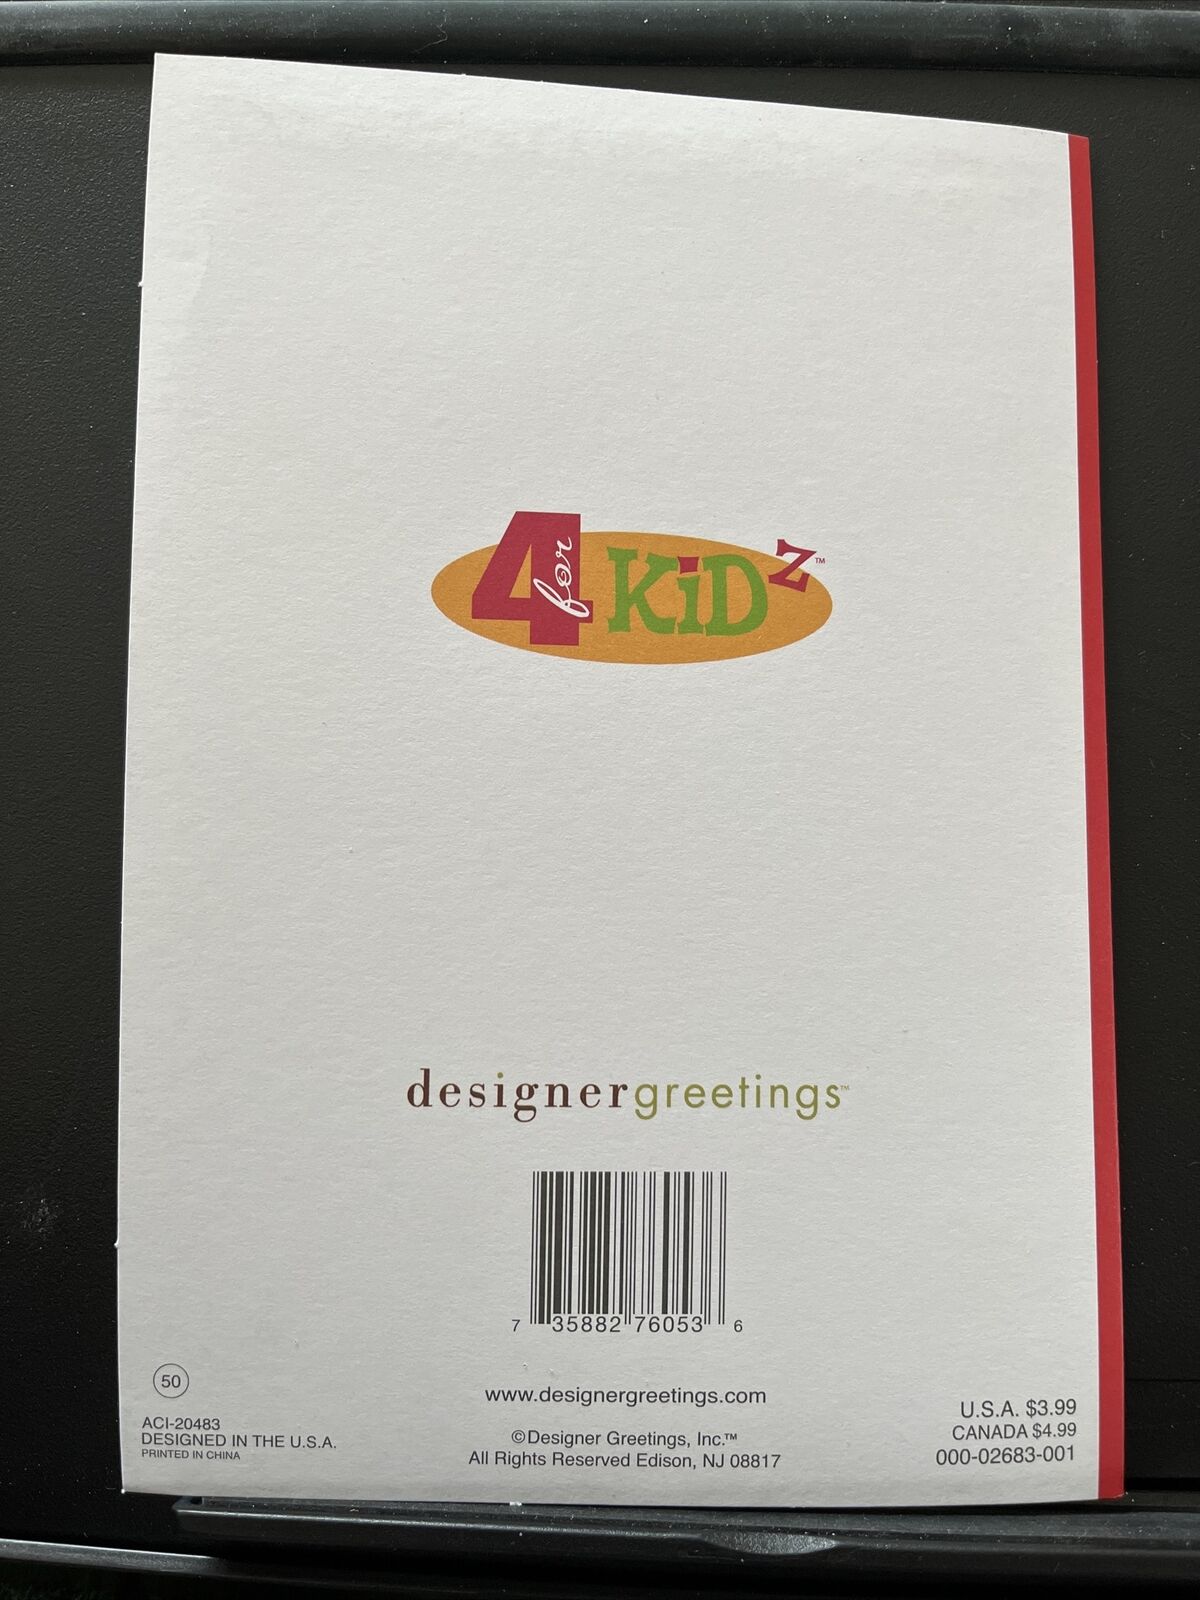 4 for KiDz™
designergreetings™
7 35882 76053 6
50
www.designergreetings.com
ACI-20483
DESIGNED IN THE U.S.A.
PRINTED IN CHINA
©Designer Greetings, Inc.™
All Rights Reserved Edison, NJ 08817
U.S.A. $3.99
CANADA $4.99
000-02683-001